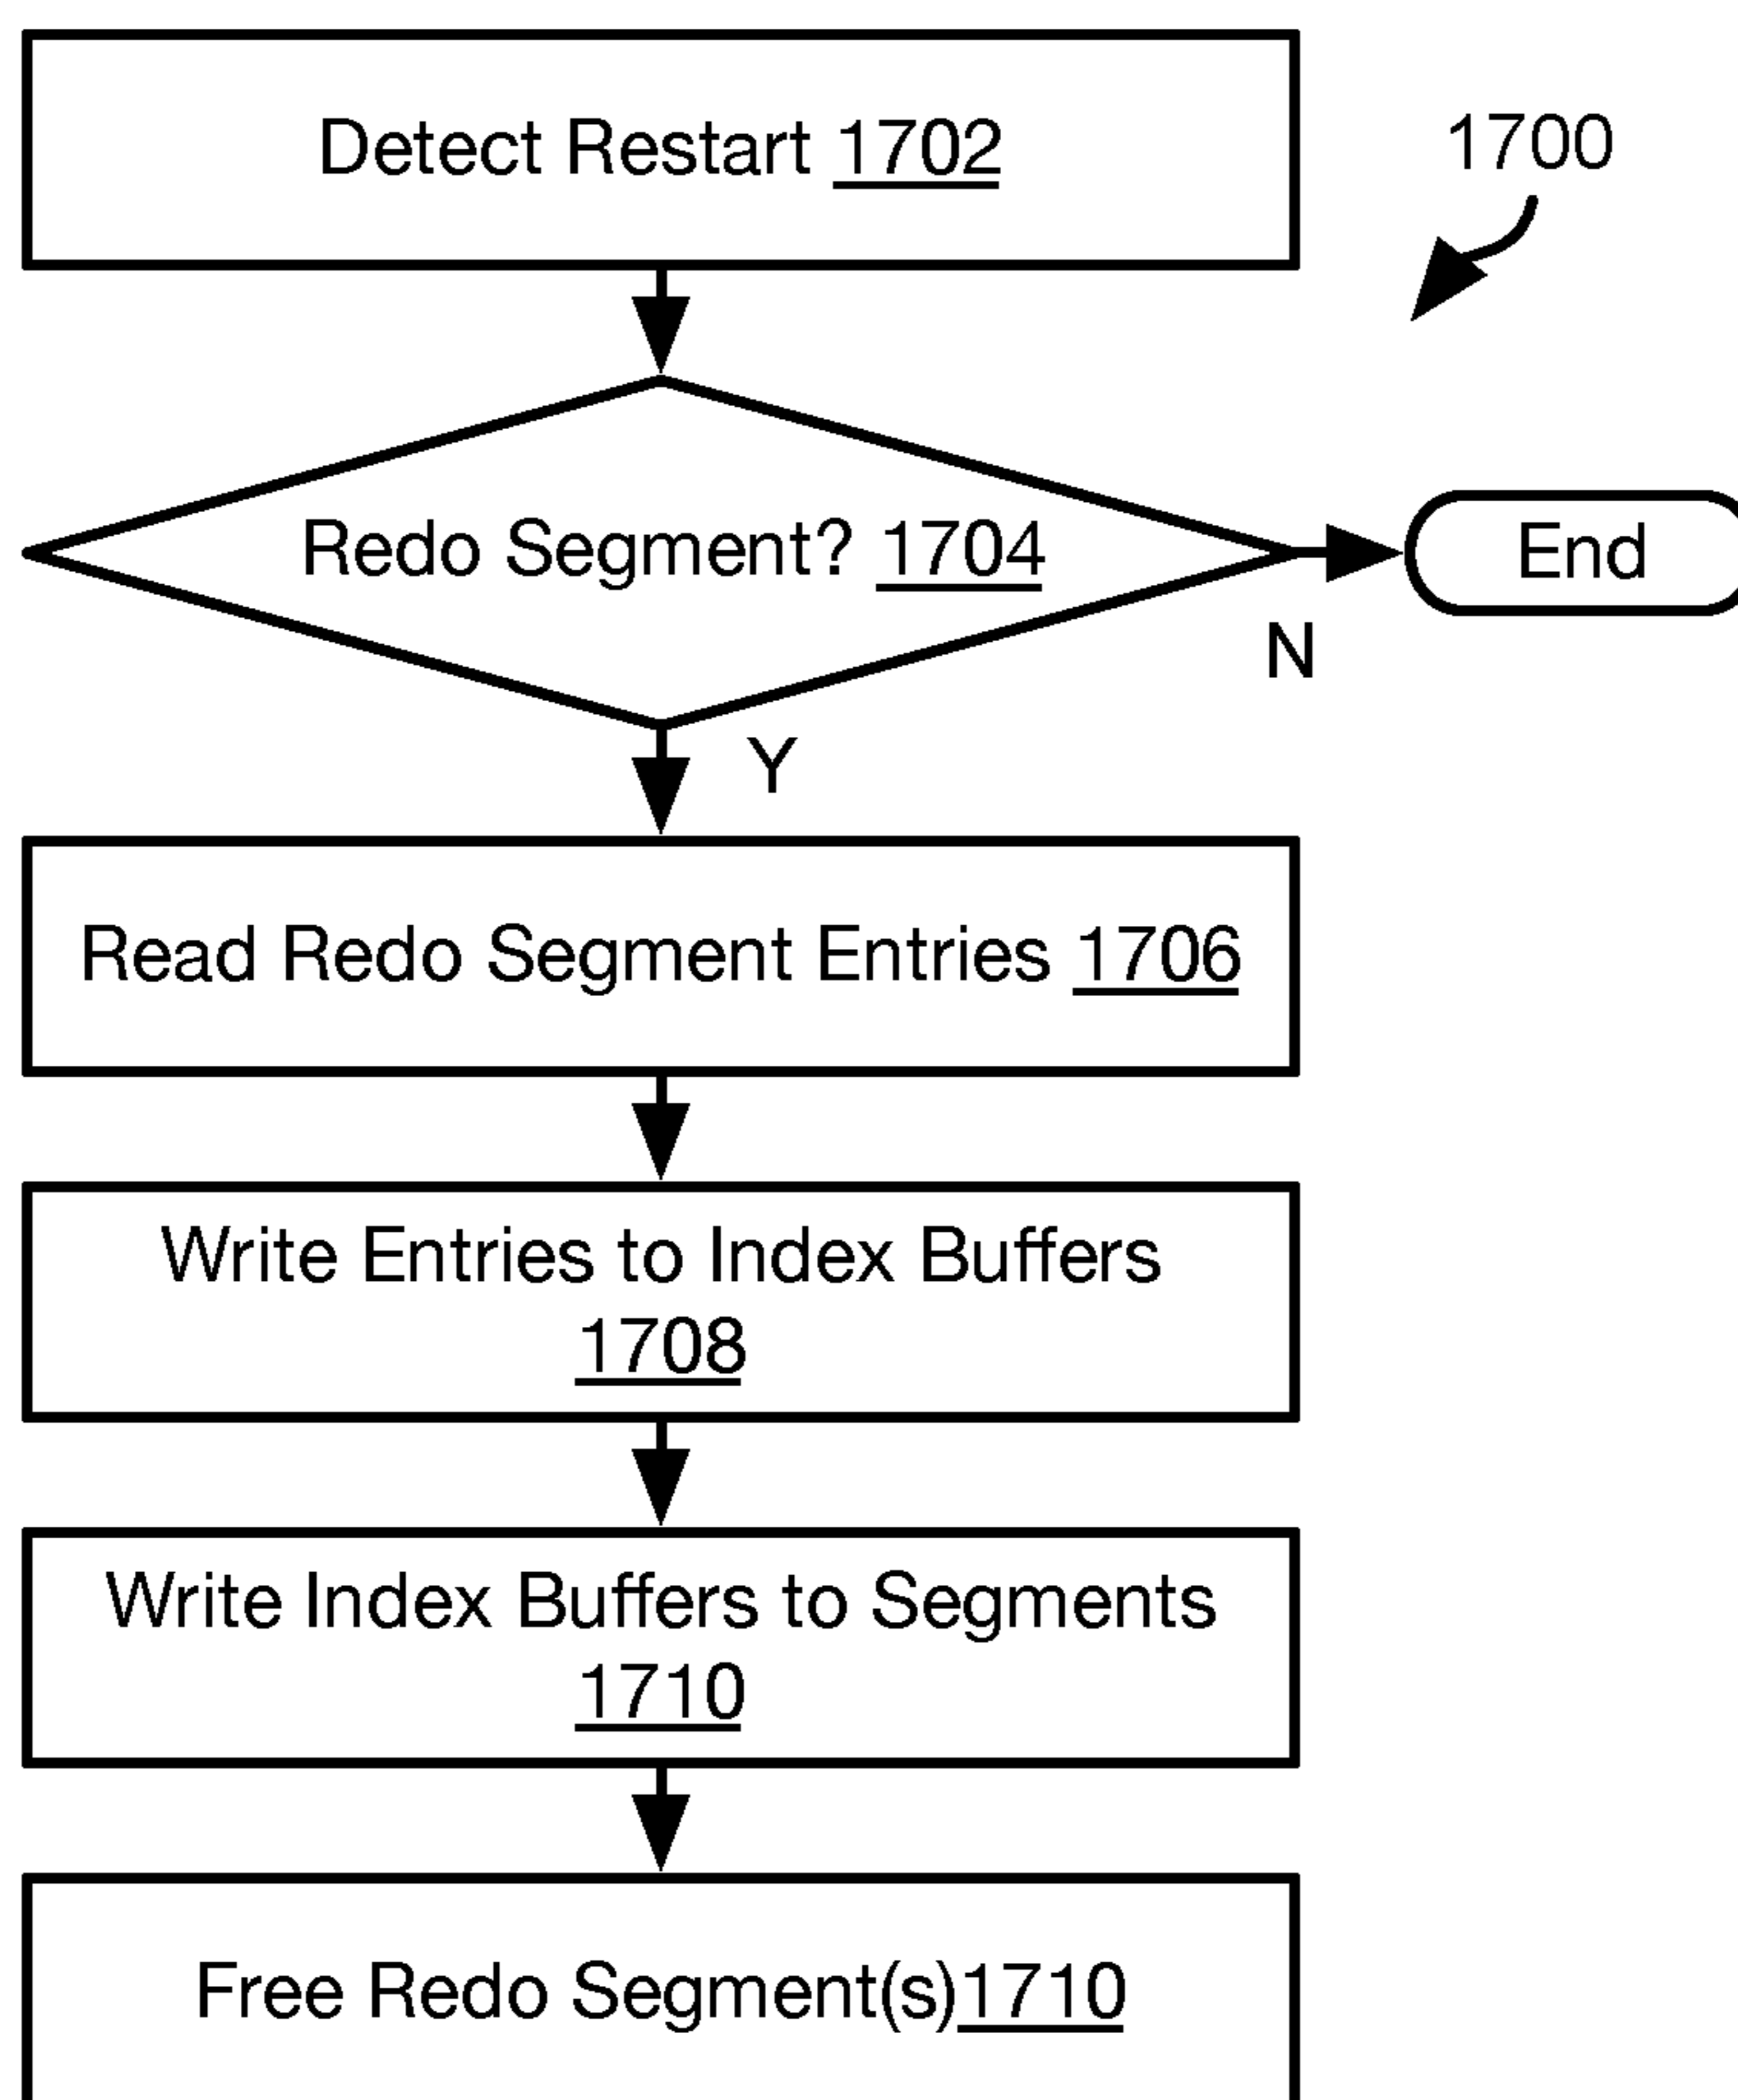 Detect Restart 1702
1700
Redo Segment? 1704
End
N
Y
Read Redo Segment Entries 1706
Write Entries to Index Buffers
1708
Write Index Buffers to Segments
1710
Free Redo Segment(s)1710